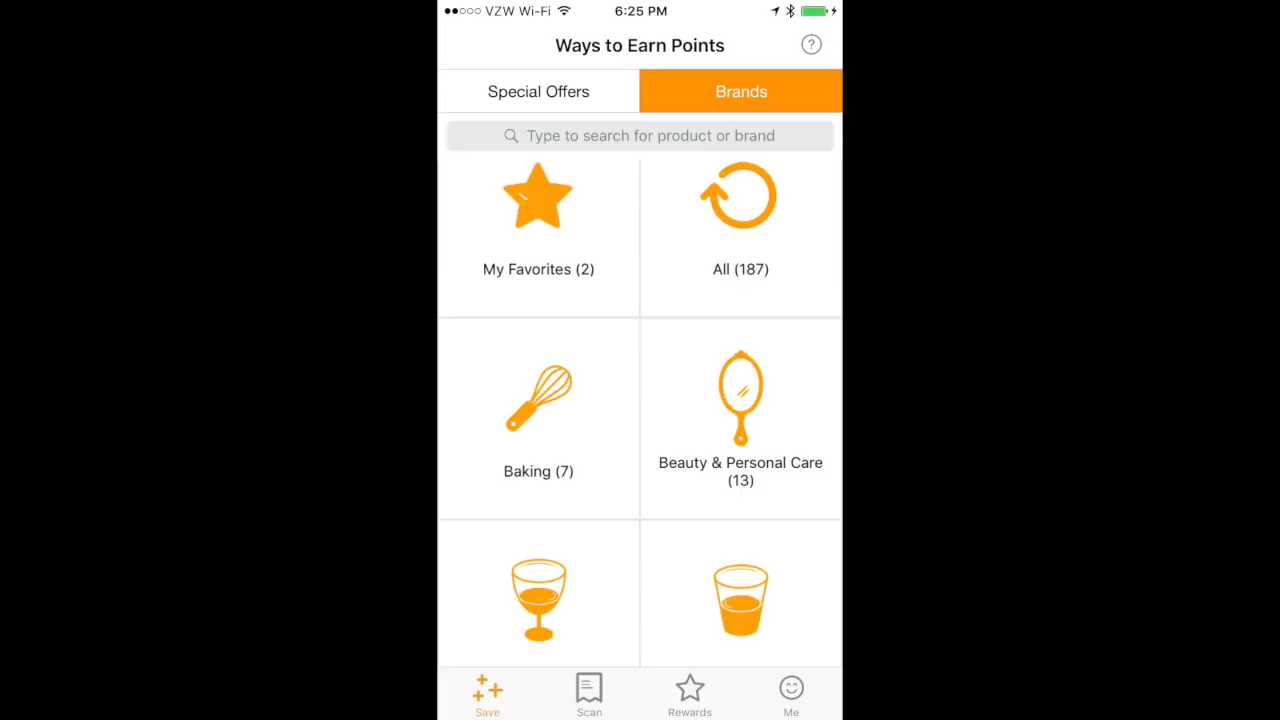 VZW Wi-Fi 6:25 PM
Ways to Earn Points ?
Special Offers Brands
Type to search for product or brand
My Favorites (2) All (187)
Baking (7) Beauty & Personal Care
(13)
Save Scan Rewards Me